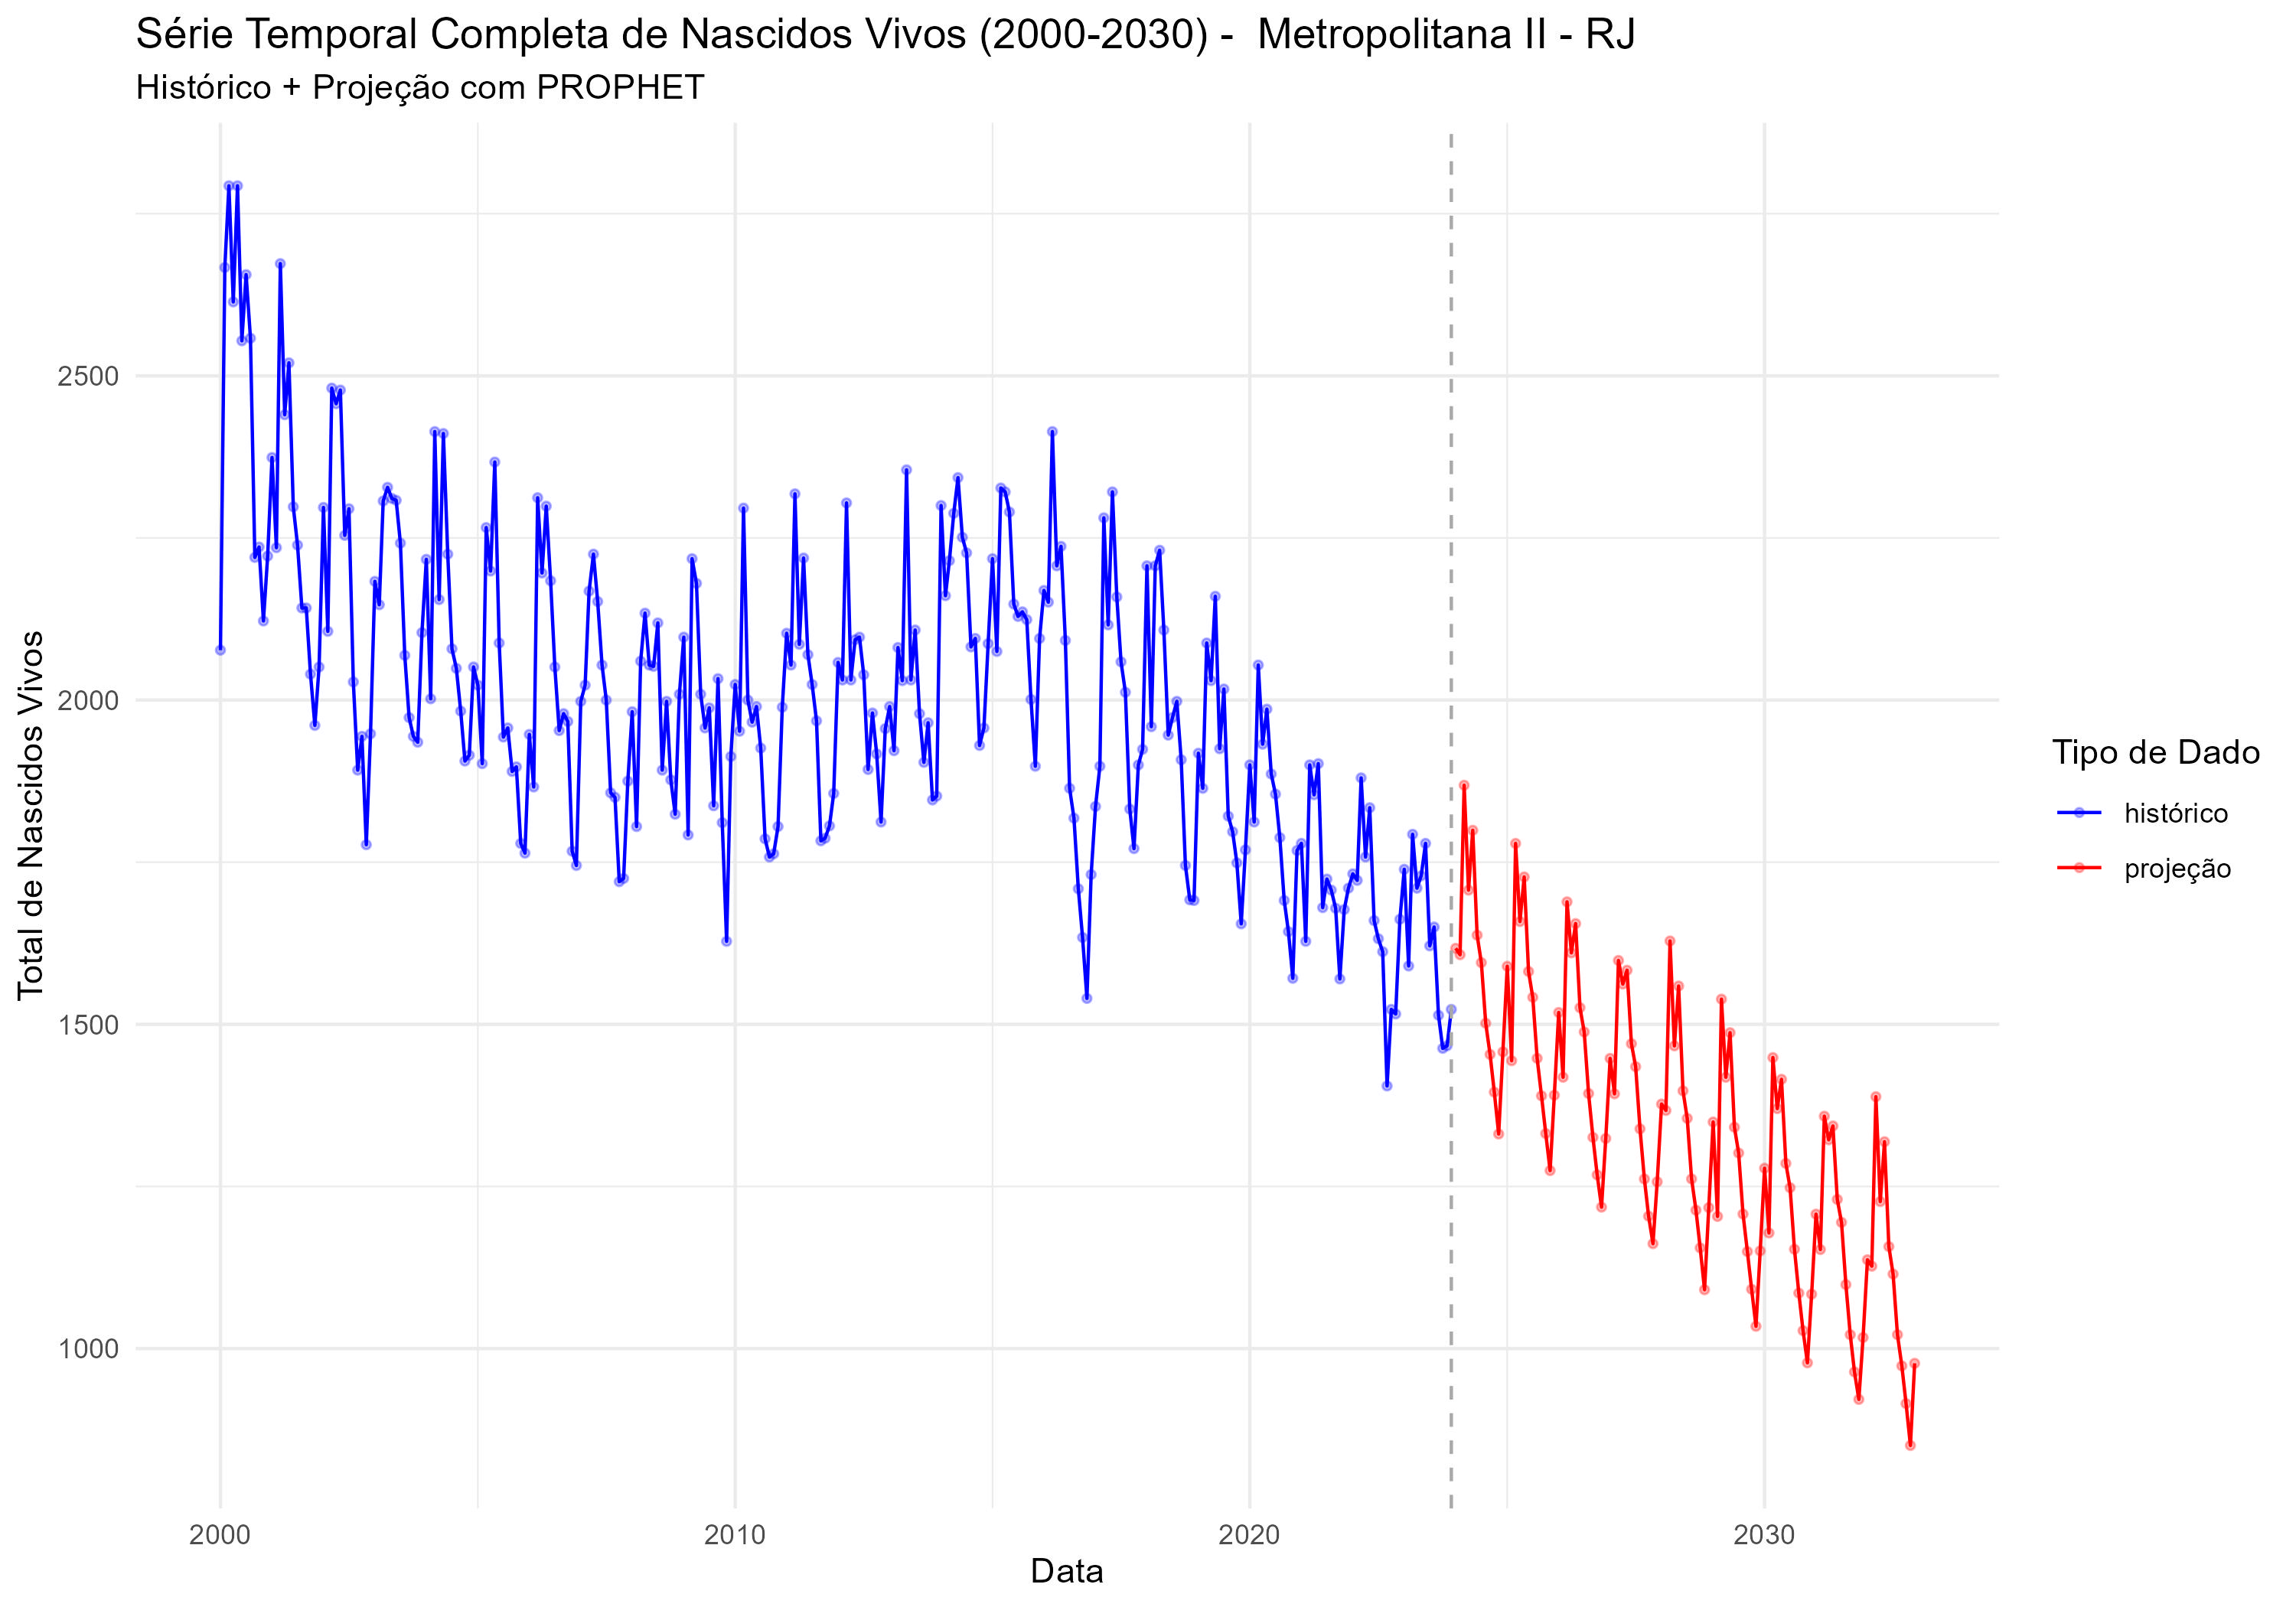 Série Temporal Completa de Nascidos Vivos (2000-2030) -  Metropolitana II - RJ
Histórico + Projeção com PROPHET
Total de Nascidos Vivos
2500
2000
1500
1000
2000
2010
2020
2030
Data
Tipo de Dado
histórico
projeção